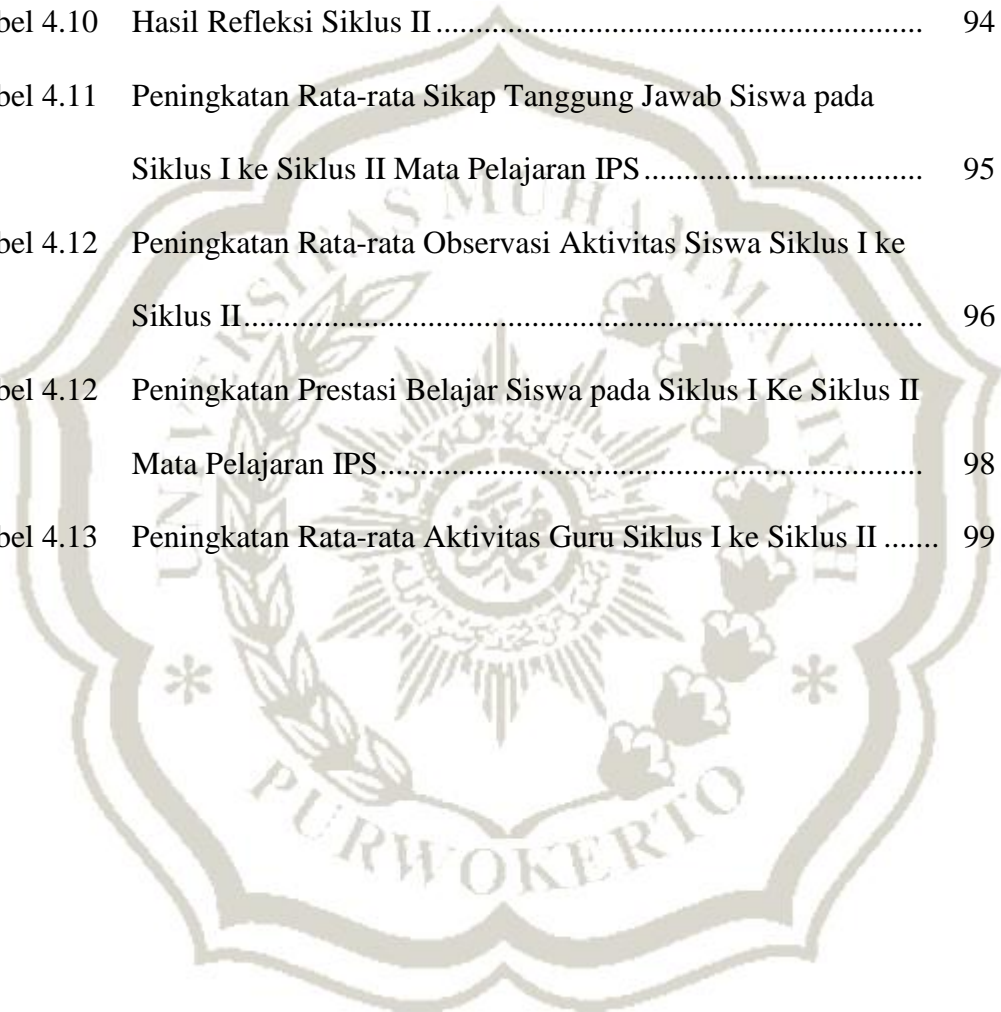 bel 4.10 Hasil Refleksi Siklus II ............................................................. 94
bel 4.11 Peningkatan Rata-rata Sikap Tanggung Jawab Siswa pada
Siklus I ke Siklus II Mata Pelajaran IPS ................................... 95
bel 4.12 Peningkatan Rata-rata Observasi Aktivitas Siswa Siklus I ke
Siklus II..................................................................................... 96
bel 4.12 Peningkatan Prestasi Belajar Siswa pada Siklus I Ke Siklus II
Mata Pelajaran IPS.................................................................... 98
bel 4.13 Peningkatan Rata-rata Aktivitas Guru Siklus I ke Siklus II ....... 99
UNIVERSITAS MUHAMMADIYAH
PURWOKERTO